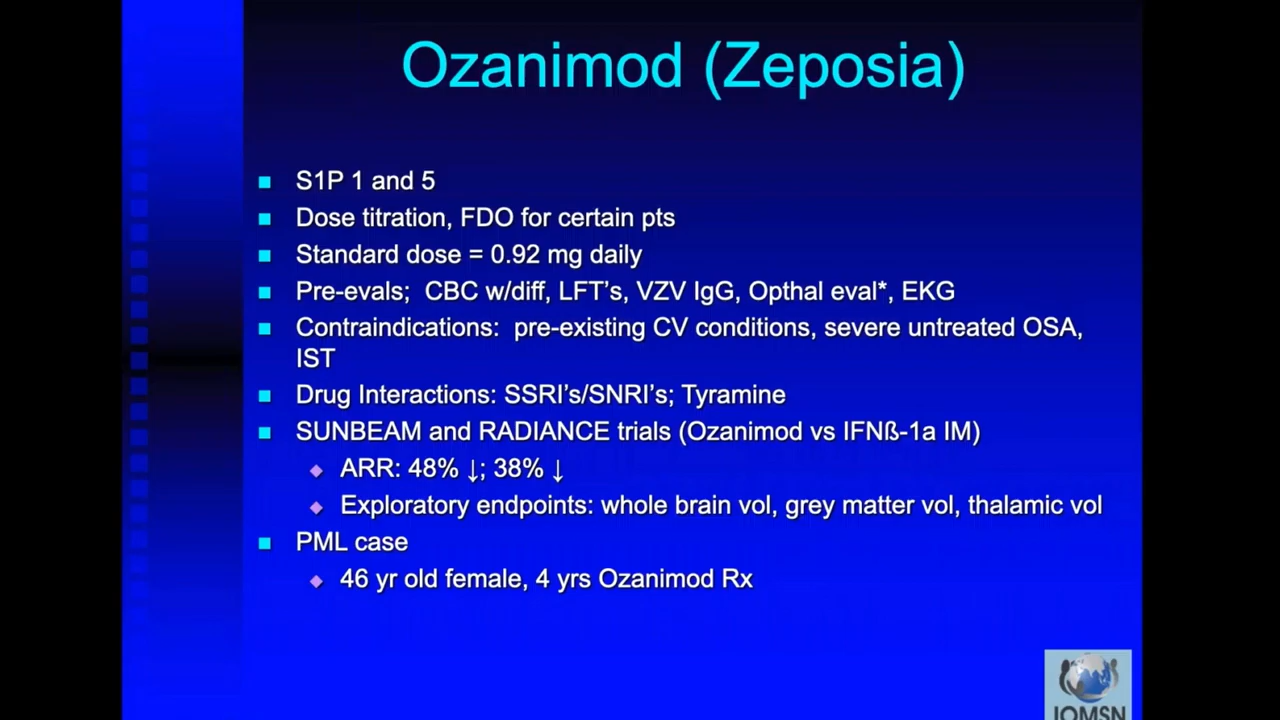 Ozanimod (Zeposia)
S1P 1 and 5
Dose titration, FDO for certain pts
Standard dose = 0.92 mg daily
Pre-evals;  CBC w/diff, LFT's, VZV IgG, Opthal eval*, EKG
Contraindications:  pre-existing CV conditions, severe untreated OSA,
IST
Drug Interactions: SSRI's/SNRI's; Tyramine
SUNBEAM and RADIANCE trials (Ozanimod vs IFNß-1a IM)
ARR: 48% ↓; 38% ↓
Exploratory endpoints: whole brain vol, grey matter vol, thalamic vol
PML case
46 yr old female, 4 yrs Ozanimod Rx
IOMSN